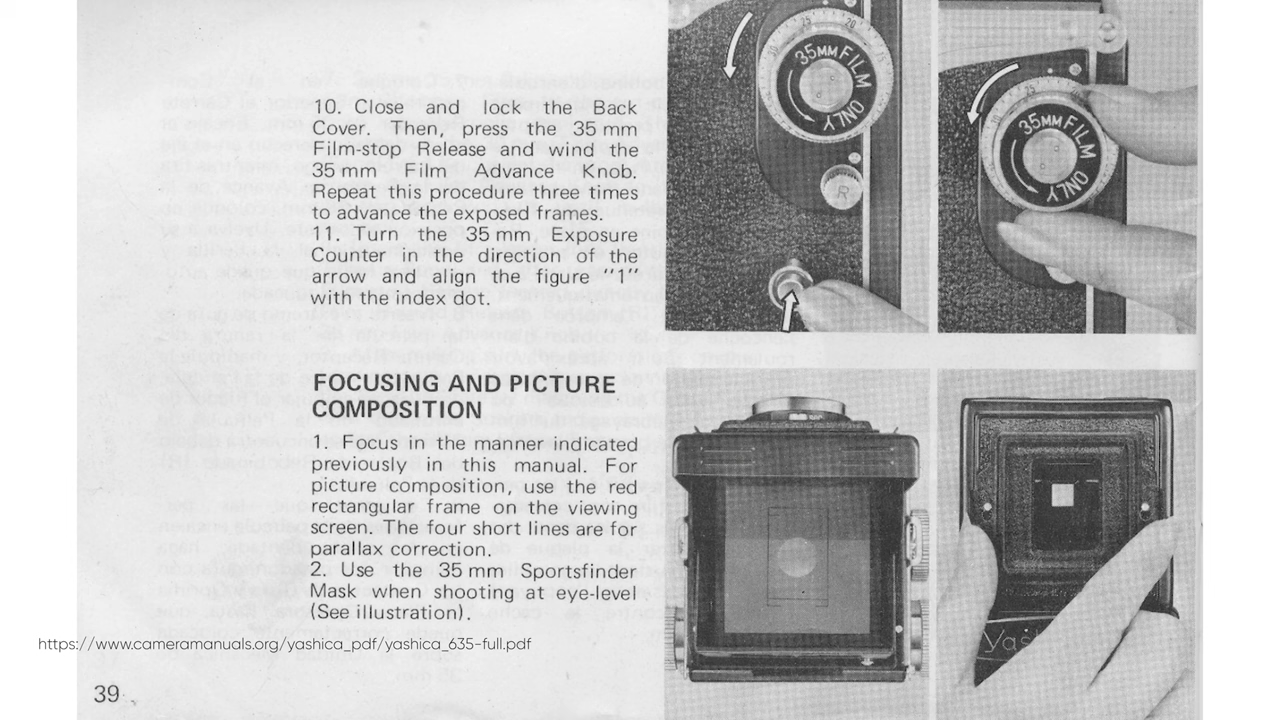 10. Close and lock the Back
Cover. Then, press the 35 mm
Film-stop Release and wind the
35 mm Film Advance Knob.
Repeat this procedure three times
to advance the exposed frames.
11. Turn the 35 mm Exposure
Counter in the direction of the
arrow nd align the figure "1"
with the index dot.
FOCUSING AND PICTURE
COMPOSITION
1. Focus in the manner indicated
previously in this manual. For
picture composition, use the red
rectangular frame on the viewing
screen. The four short lines are for
parallax correction.
2. Use the 35 mm Sportsfinder
Mask when shooting at eye-level
(See illustration).
https://www.cameramanuals.org/yashica_pdf/yashica_635-full.pdf
39
25 20
35MM FILM
ONLY
R
25
35MM FILM
ONLY